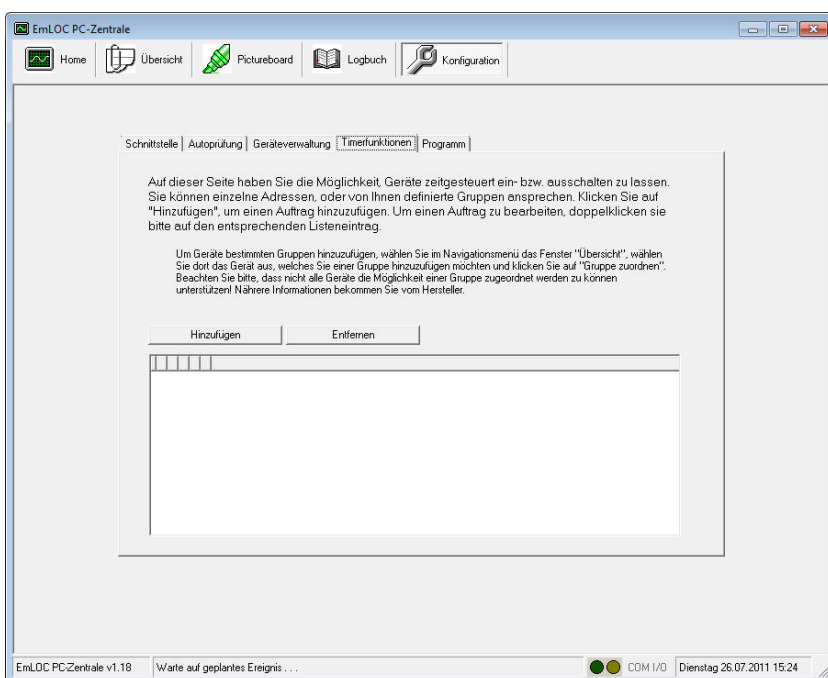 EmLOC PC-Zentrale
Home Übersicht Pictureboard Logbuch Konfiguration
Schnittstelle Autoprüfung Geräteverwaltung Timerfunktionen Programm
Auf dieser Seite haben Sie die Möglichkeit, Geräte zeitgesteuert ein- bzw. ausschalten zu lassen.
Sie können einzelne Adressen, oder von Ihnen definierte Gruppen ansprechen. Klicken Sie auf
"Hinzufügen", um einen Auftrag hinzuzufügen. Um einen Auftrag zu bearbeiten, doppelklicken sie
bitte auf den entsprechenden Listeneintrag.
Um Geräte bestimmten Gruppen hinzuzufügen, wählen Sie im Navigationsmenü das Fenster "Übersicht", wählen
Sie dort das Gerät aus, welches Sie einer Gruppe hinzufügen möchten und klicken Sie auf "Gruppe zuordnen".
Beachten Sie bitte, dass nicht alle Geräte die Möglichkeit einer Gruppe zugeordnet werden zu können
unterstützen! Nährere Informationen bekommen Sie vom Hersteller.
Hinzufügen Entfernen
EmLOC PC-Zentrale v1.18 Warte auf geplantes Ereignis . . . COM I/O Dienstag 26.07.2011 15:24